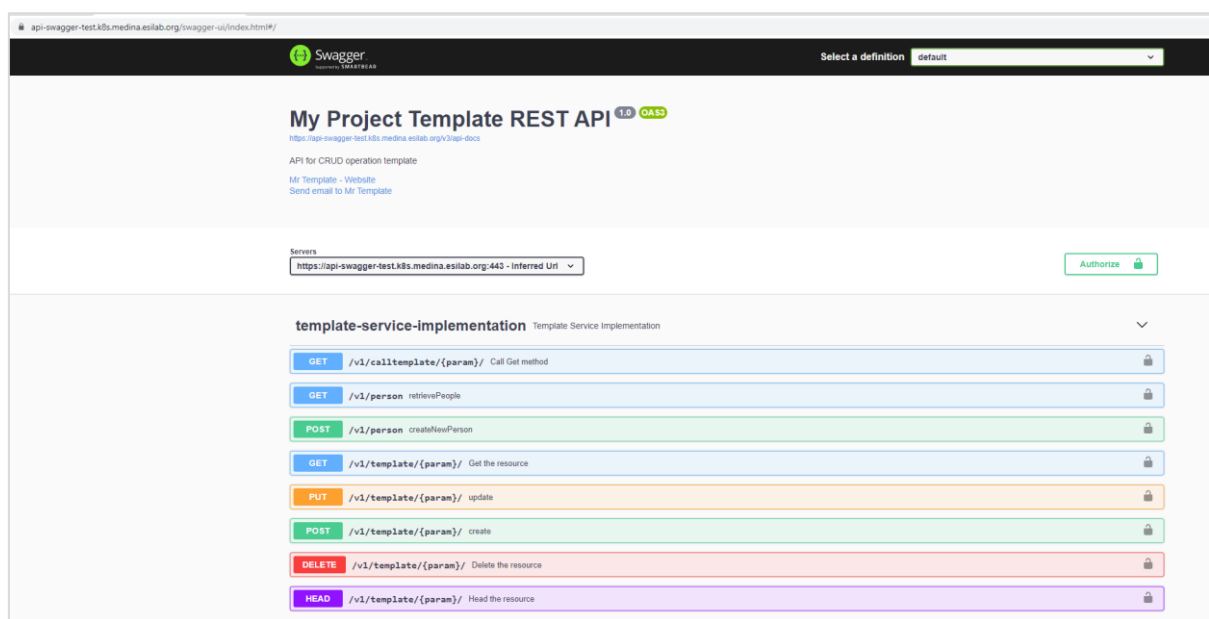 api-swagger-test.k8s.medina.esilab.org/swagger-ui/index.html#/
Swagger.
Supported by SMARTBEAR
Select a definition default
My Project Template REST API 1.0 OAS3
https://api-swagger-test.k8s.medina.esilab.org/v3/api-docs
API for CRUD operation template
Mr Template - Website
Send email to Mr Template
Servers
https://api-swagger-test.k8s.medina.esilab.org:443 - Inferred Url
Authorize
template-service-implementation Template Service Implementation
GET /v1/calltemplate/{param}/ Call Get method
GET /v1/person retrievePeople
POST /v1/person createNewPerson
GET /v1/template/{param}/ Get the resource
PUT /v1/template/{param}/ update
POST /v1/template/{param}/ create
DELETE /v1/template/{param}/ Delete the resource
HEAD /v1/template/{param}/ Head the resource